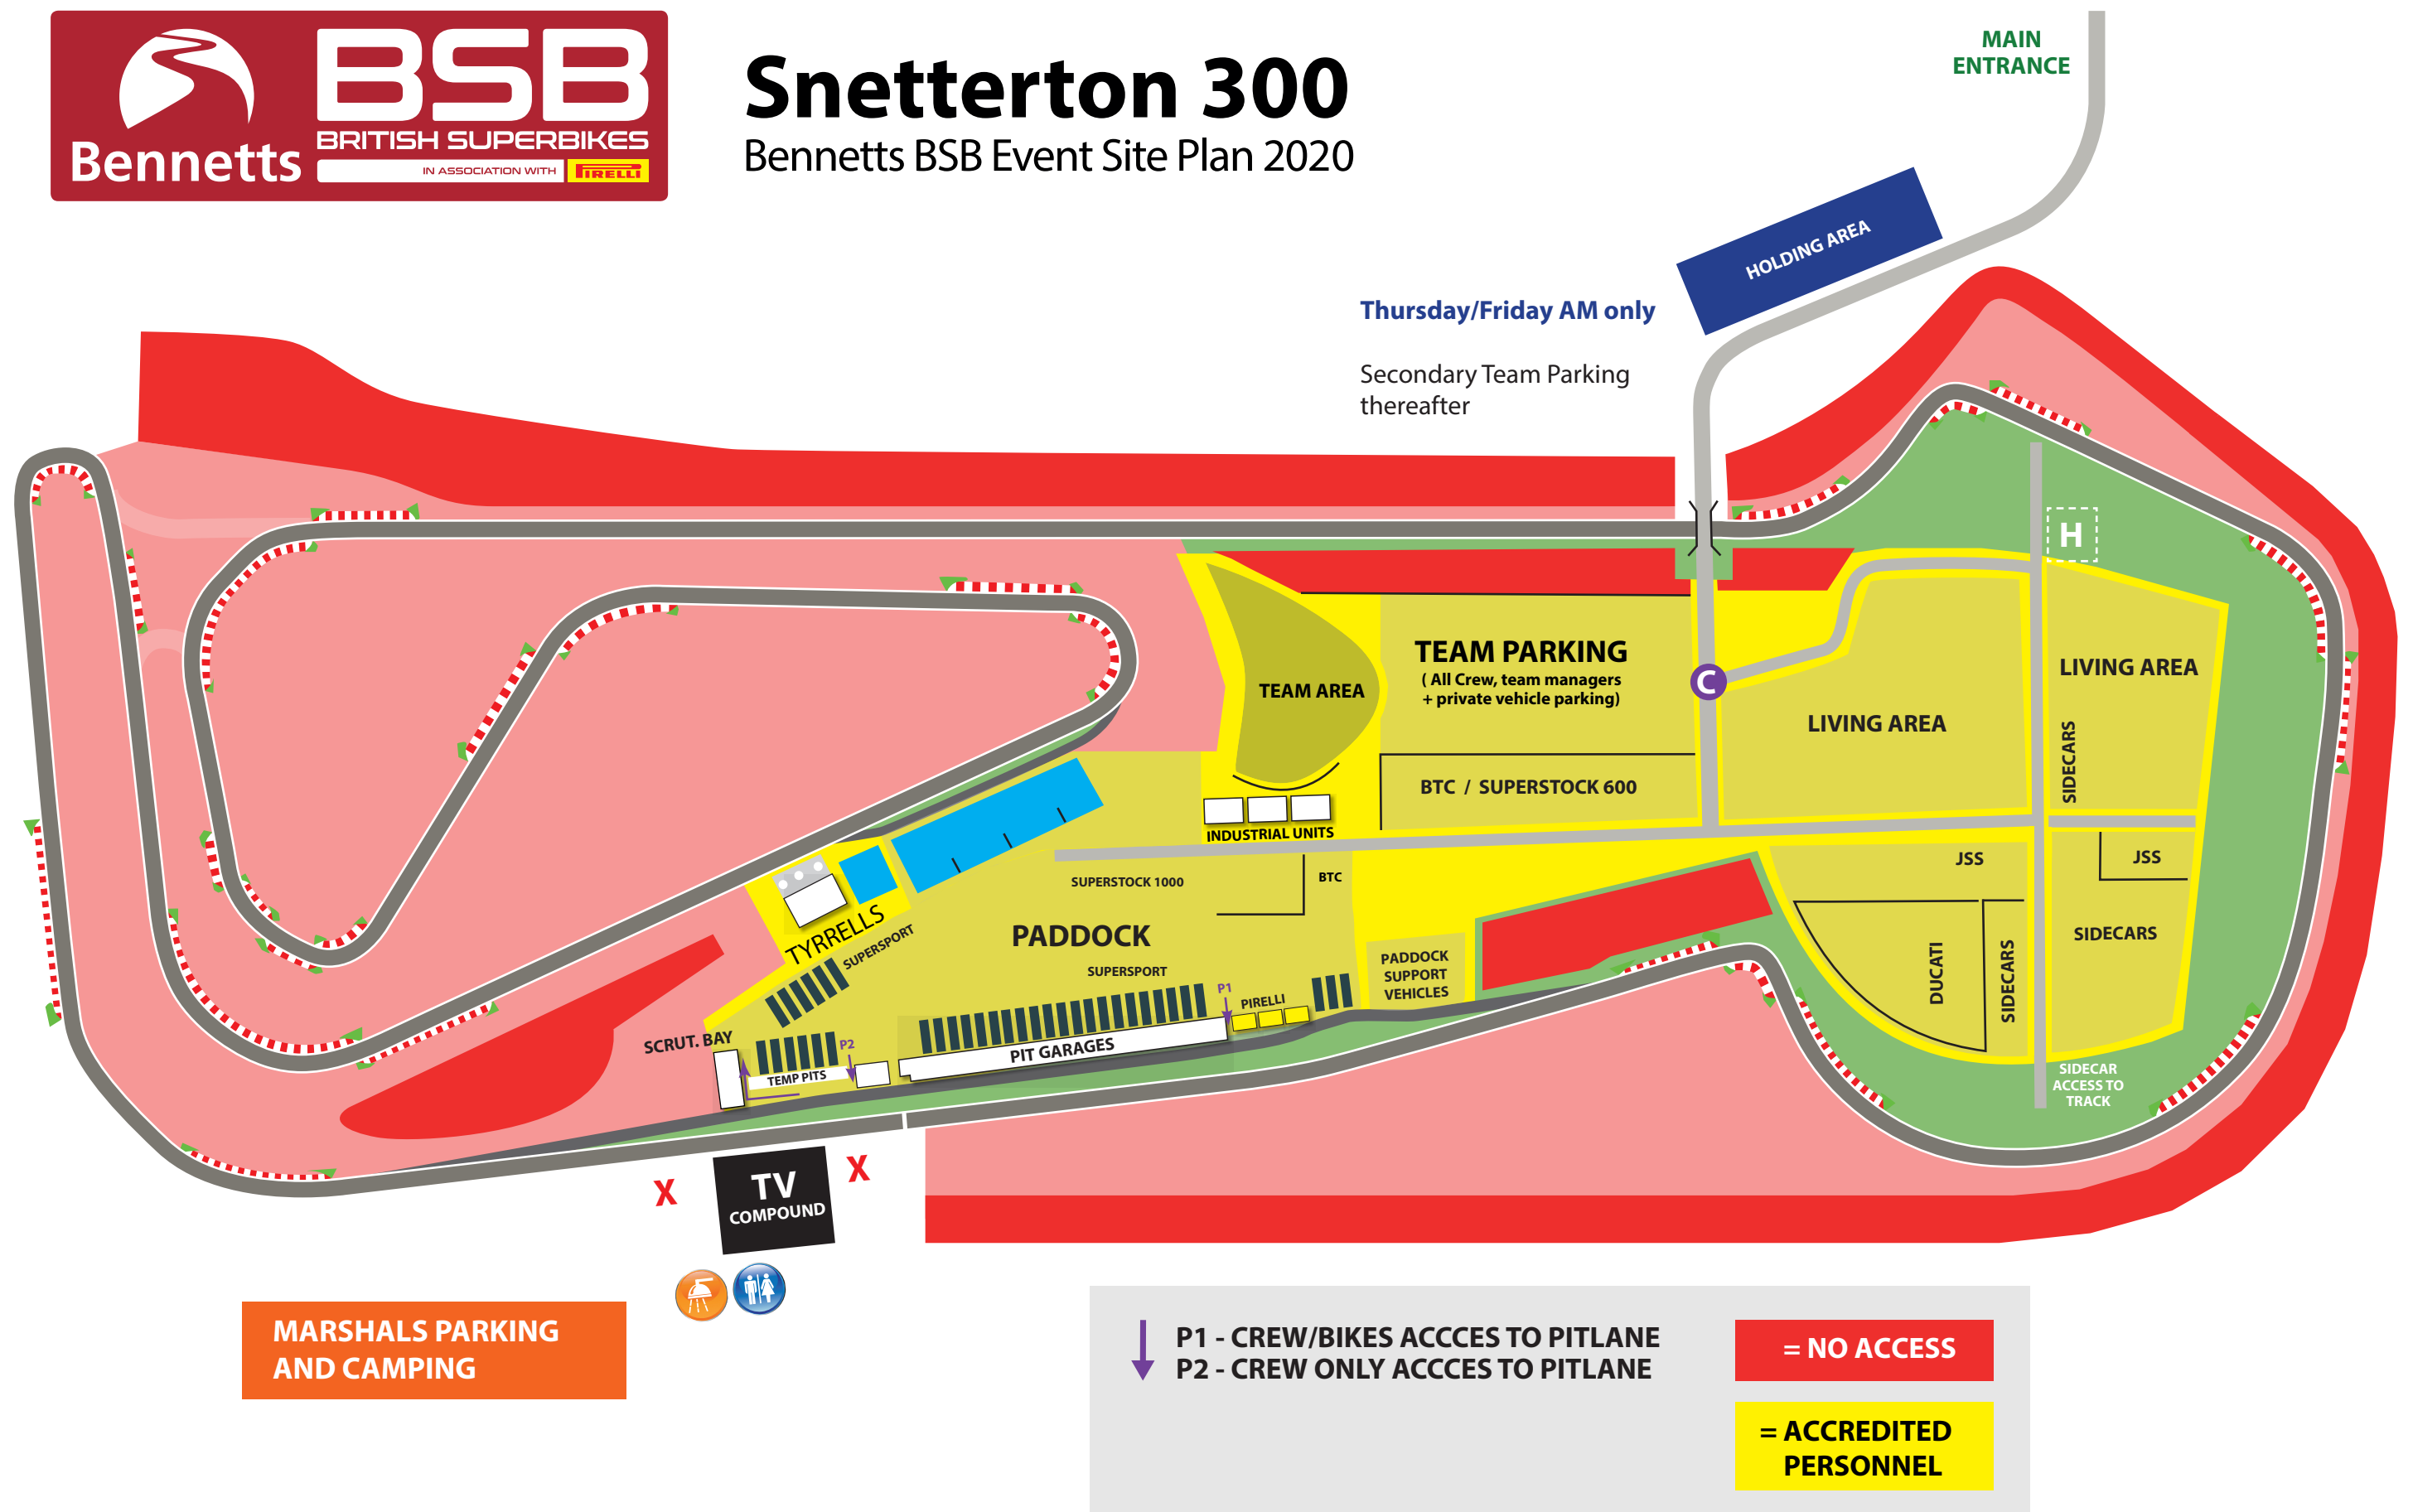 Bennetts
BSB
BRITISH SUPERBIKES
IN ASSOCIATION WITH
PIRELLI
Snetterton 300
Bennetts BSB Event Site Plan 2020
MAIN
ENTRANCE
HOLDING AREA
Thursday/Friday AM only
Secondary Team Parking
thereafter
H
TEAM PARKING
( All Crew, team managers
+ private vehicle parking)
TEAM AREA
C
LIVING AREA
LIVING AREA
SIDECARS
BTC / SUPERSTOCK 600
INDUSTRIAL UNITS
SUPERSTOCK 1000
BTC
JSS
JSS
TYRRELLS
SUPERSPORT
PADDOCK
SUPERSPORT
PADDOCK
SUPPORT
VEHICLES
DUCATI
SIDECARS
SIDECARS
P1
PIRELLI
SCRUT. BAY
P2
TEMP PITS
PIT GARAGES
SIDECAR
ACCESS TO
TRACK
X
X
TV
COMPOUND
MARSHALS PARKING
AND CAMPING
P1 - CREW/BIKES ACCCES TO PITLANE
P2 - CREW ONLY ACCCES TO PITLANE
= NO ACCESS
= ACCREDITED
PERSONNEL